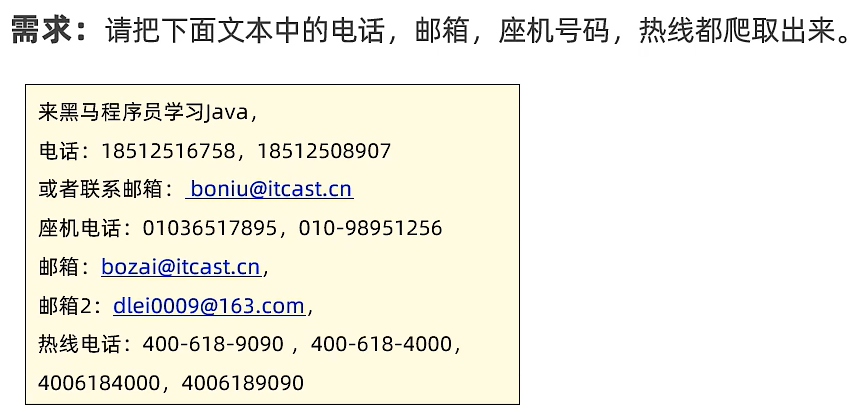 需求：请把下面文本中的电话，邮箱，座机号码，热线都爬取出来。
来黑马程序员学习Java，
电话：18512516758，18512508907
或者联系邮箱： boniu@itcast.cn
座机电话：01036517895，010-98951256
邮箱：bozai@itcast.cn，
邮箱2：dlei0009@163.com，
热线电话：400-618-9090 ，400-618-4000，
4006184000，4006189090